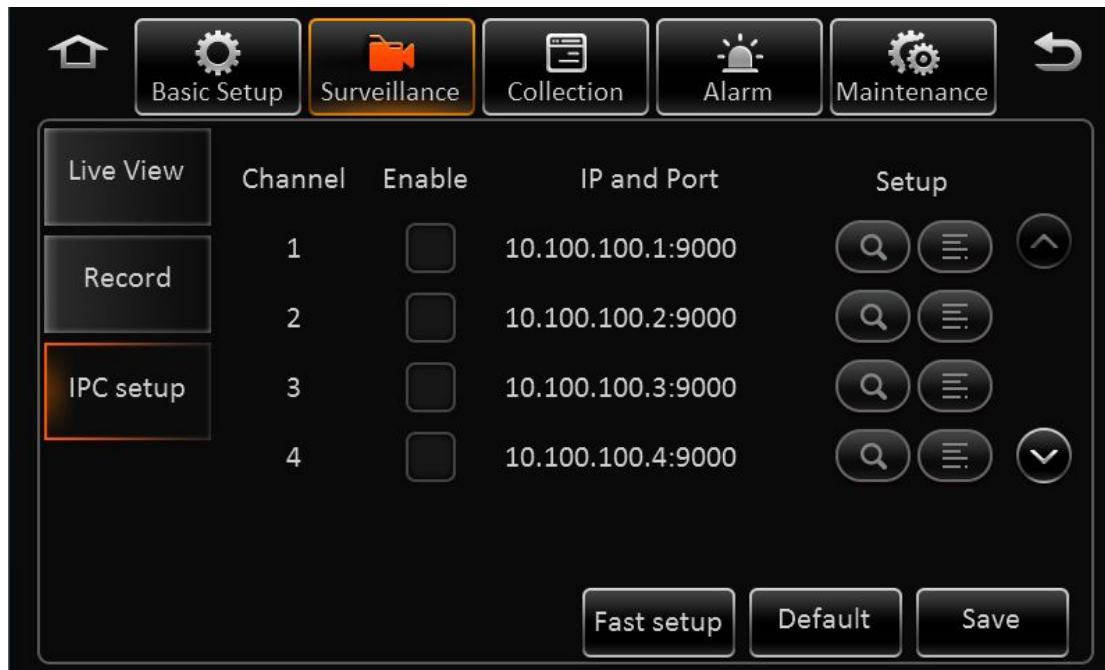 Basic Setup Surveillance Collection Alarm Maintenance
Live View
Channel Enable IP and Port Setup
1 10.100.100.1:9000
Record
2 10.100.100.2:9000
IPC setup
3 10.100.100.3:9000
4 10.100.100.4:9000
Fast setup Default Save